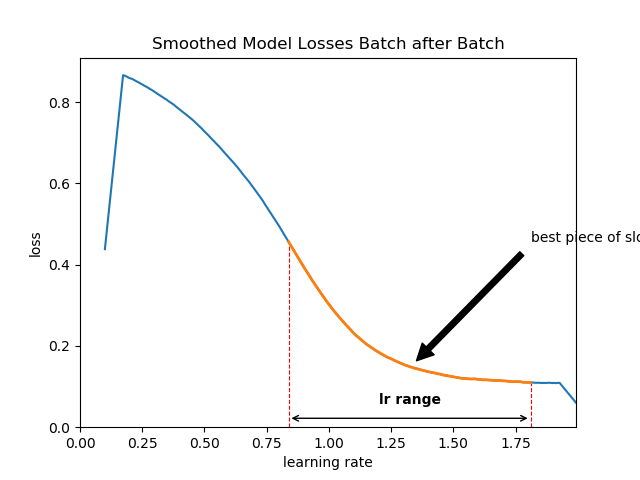 Smoothed Model Losses Batch after Batch
0.8
0.6
best piece of
loss
0.4
0.2
lr range
0.0
0.00 0.25 0.50 0.75 1.00 1.25 1.50 1.75
learning rate